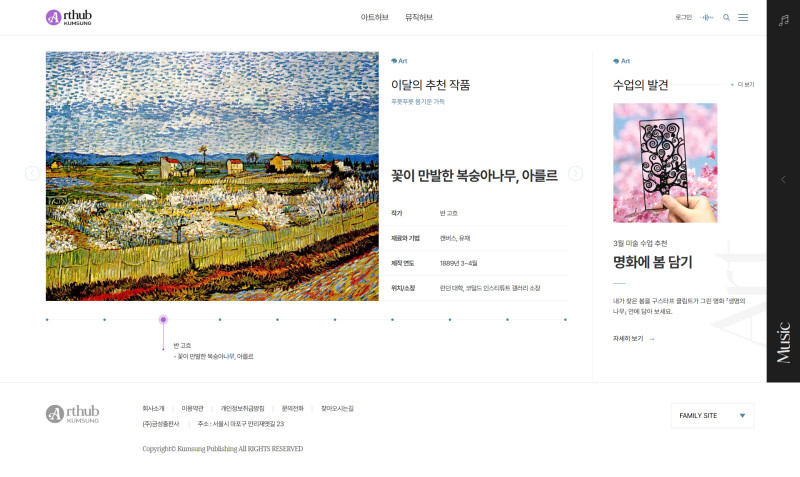 Arthub
KUMSUNG
아트허브 뮤직허브
로그인
Art
이달의 추천 작품
푸릇푸릇 봄기운 가득
꽃이 만발한 복숭아나무, 아를르
작가 반 고흐
재료와 기법 캔버스, 유채
제작 연도 1889년 3~4월
위치/소장 런던 대학, 코톨드 인스티튜트 갤러리 소장
반 고흐
- 꽃이 만발한 복숭아나무, 아를르
Art
수업의 발견
+ 더 보기
3월 미술 수업 추천
명화에 봄 담기
내가 찾은 봄을 구스타프 클림트가 그린 명화 「생명의
나무」 안에 담아 보세요.
자세히 보기 →
Art
Music
Arthub
KUMSUNG
회사소개 이용약관 개인정보취급방침 문의전화 찾아오시는길
(주)금성출판사 주소 : 서울시 마포구 만리재옛길 23
Copyright© Kumsung Publishing All RIGHTS RESERVED
FAMILY SITE